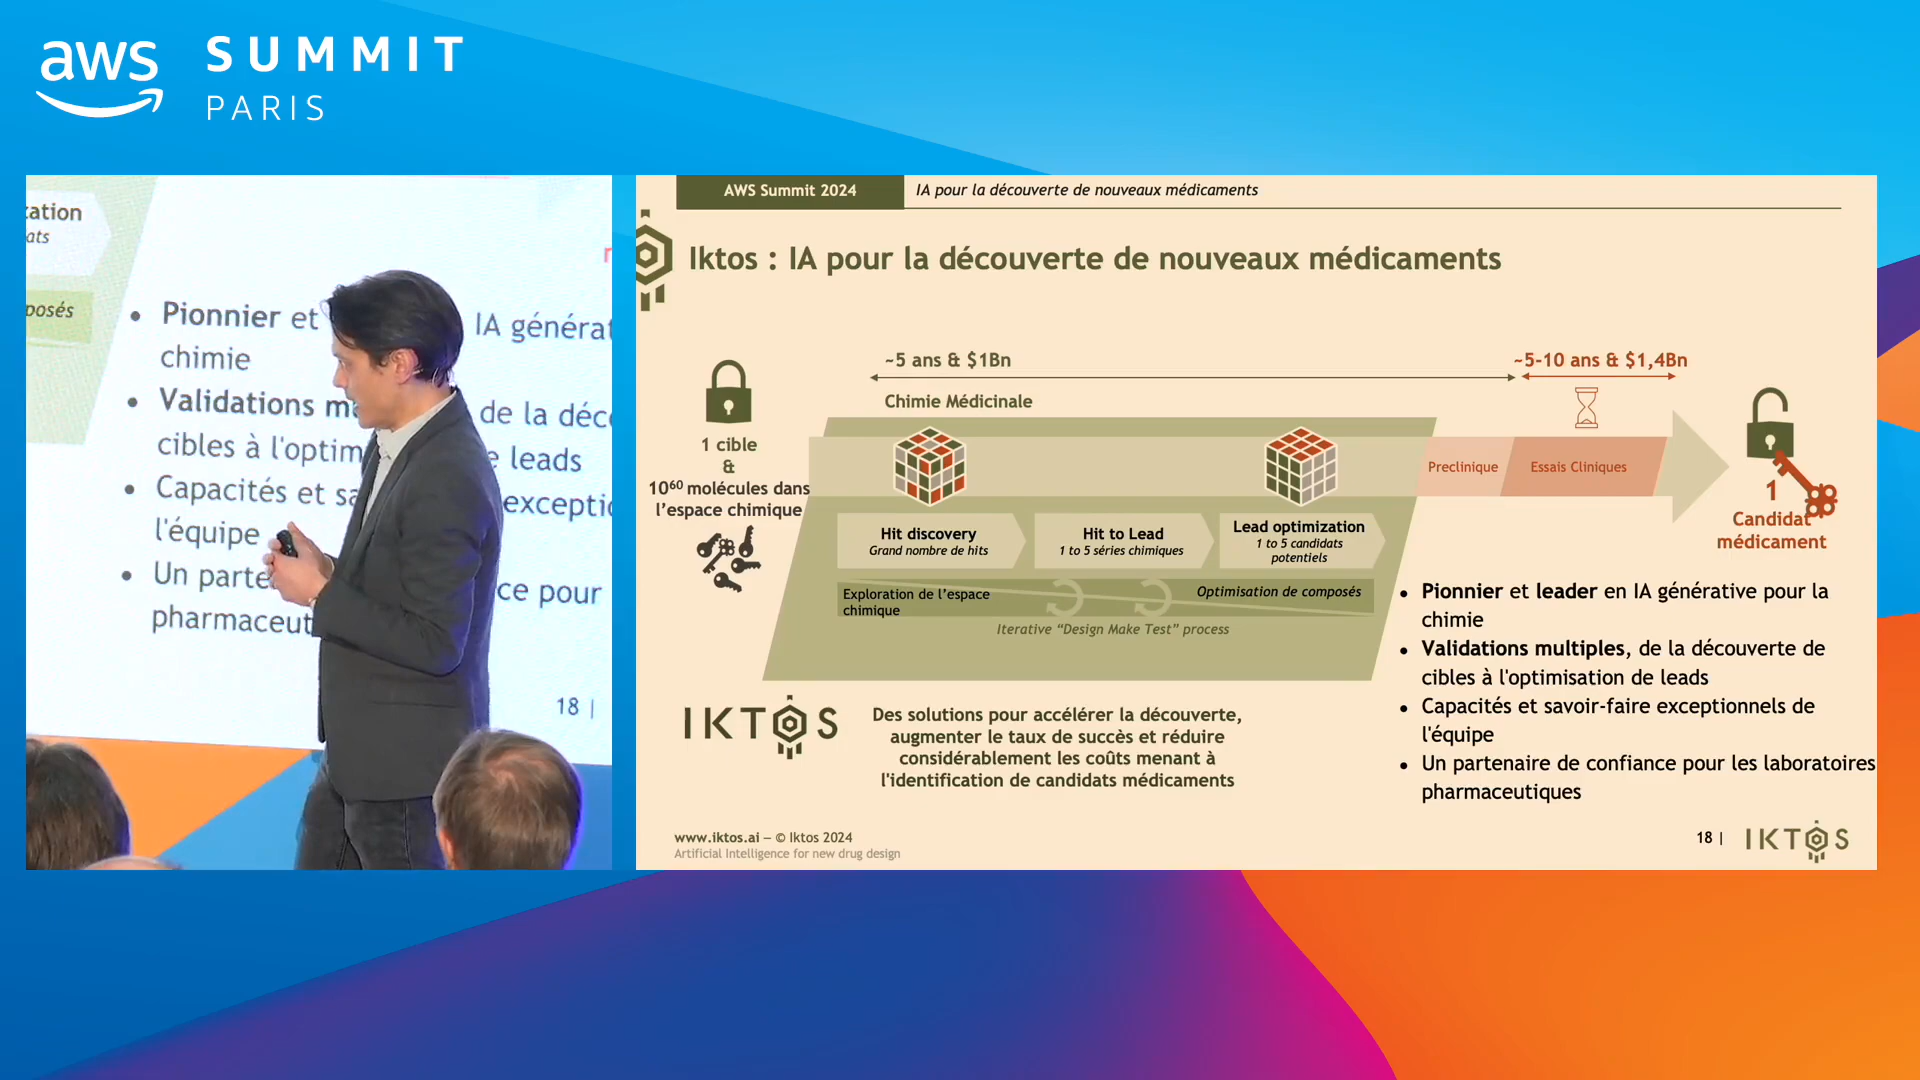 aws
SUMMIT
PARIS
ation
ats
posés
Pionnier et
IA générat
chimie
Validations m
de la déc
cibles à l'optim
e leads
Capacités et sa
exceptio
l'équipe
Un parte
ce pour
pharmaceut
18 |
AWS Summit 2024
IA pour la découverte de nouveaux médicaments
Iktos : IA pour la découverte de nouveaux médicaments
~5 ans & $1Bn
~5-10 ans & $1,4Bn
Chimie Médicinale
1 cible
&
10⁶⁰ molécules dans
l'espace chimique
Preclinique
Essais Cliniques
1
Candidat
médicament
Hit discovery
Grand nombre de hits
Hit to Lead
1 to 5 séries chimiques
Lead optimization
1 to 5 candidats
potentiels
Exploration de l'espace
chimique
Optimisation de composés
Iterative “Design Make Test” process
• Pionnier et leader en IA générative pour la
chimie
• Validations multiples, de la découverte de
cibles à l'optimisation de leads
• Capacités et savoir-faire exceptionnels de
l'équipe
• Un partenaire de confiance pour les laboratoires
pharmaceutiques
IKTOS
Des solutions pour accélérer la découverte,
augmenter le taux de succès et réduire
considérablement les coûts menant à
l'identification de candidats médicaments
www.iktos.ai — © Iktos 2024
Artificial Intelligence for new drug design
18 |
IKTOS